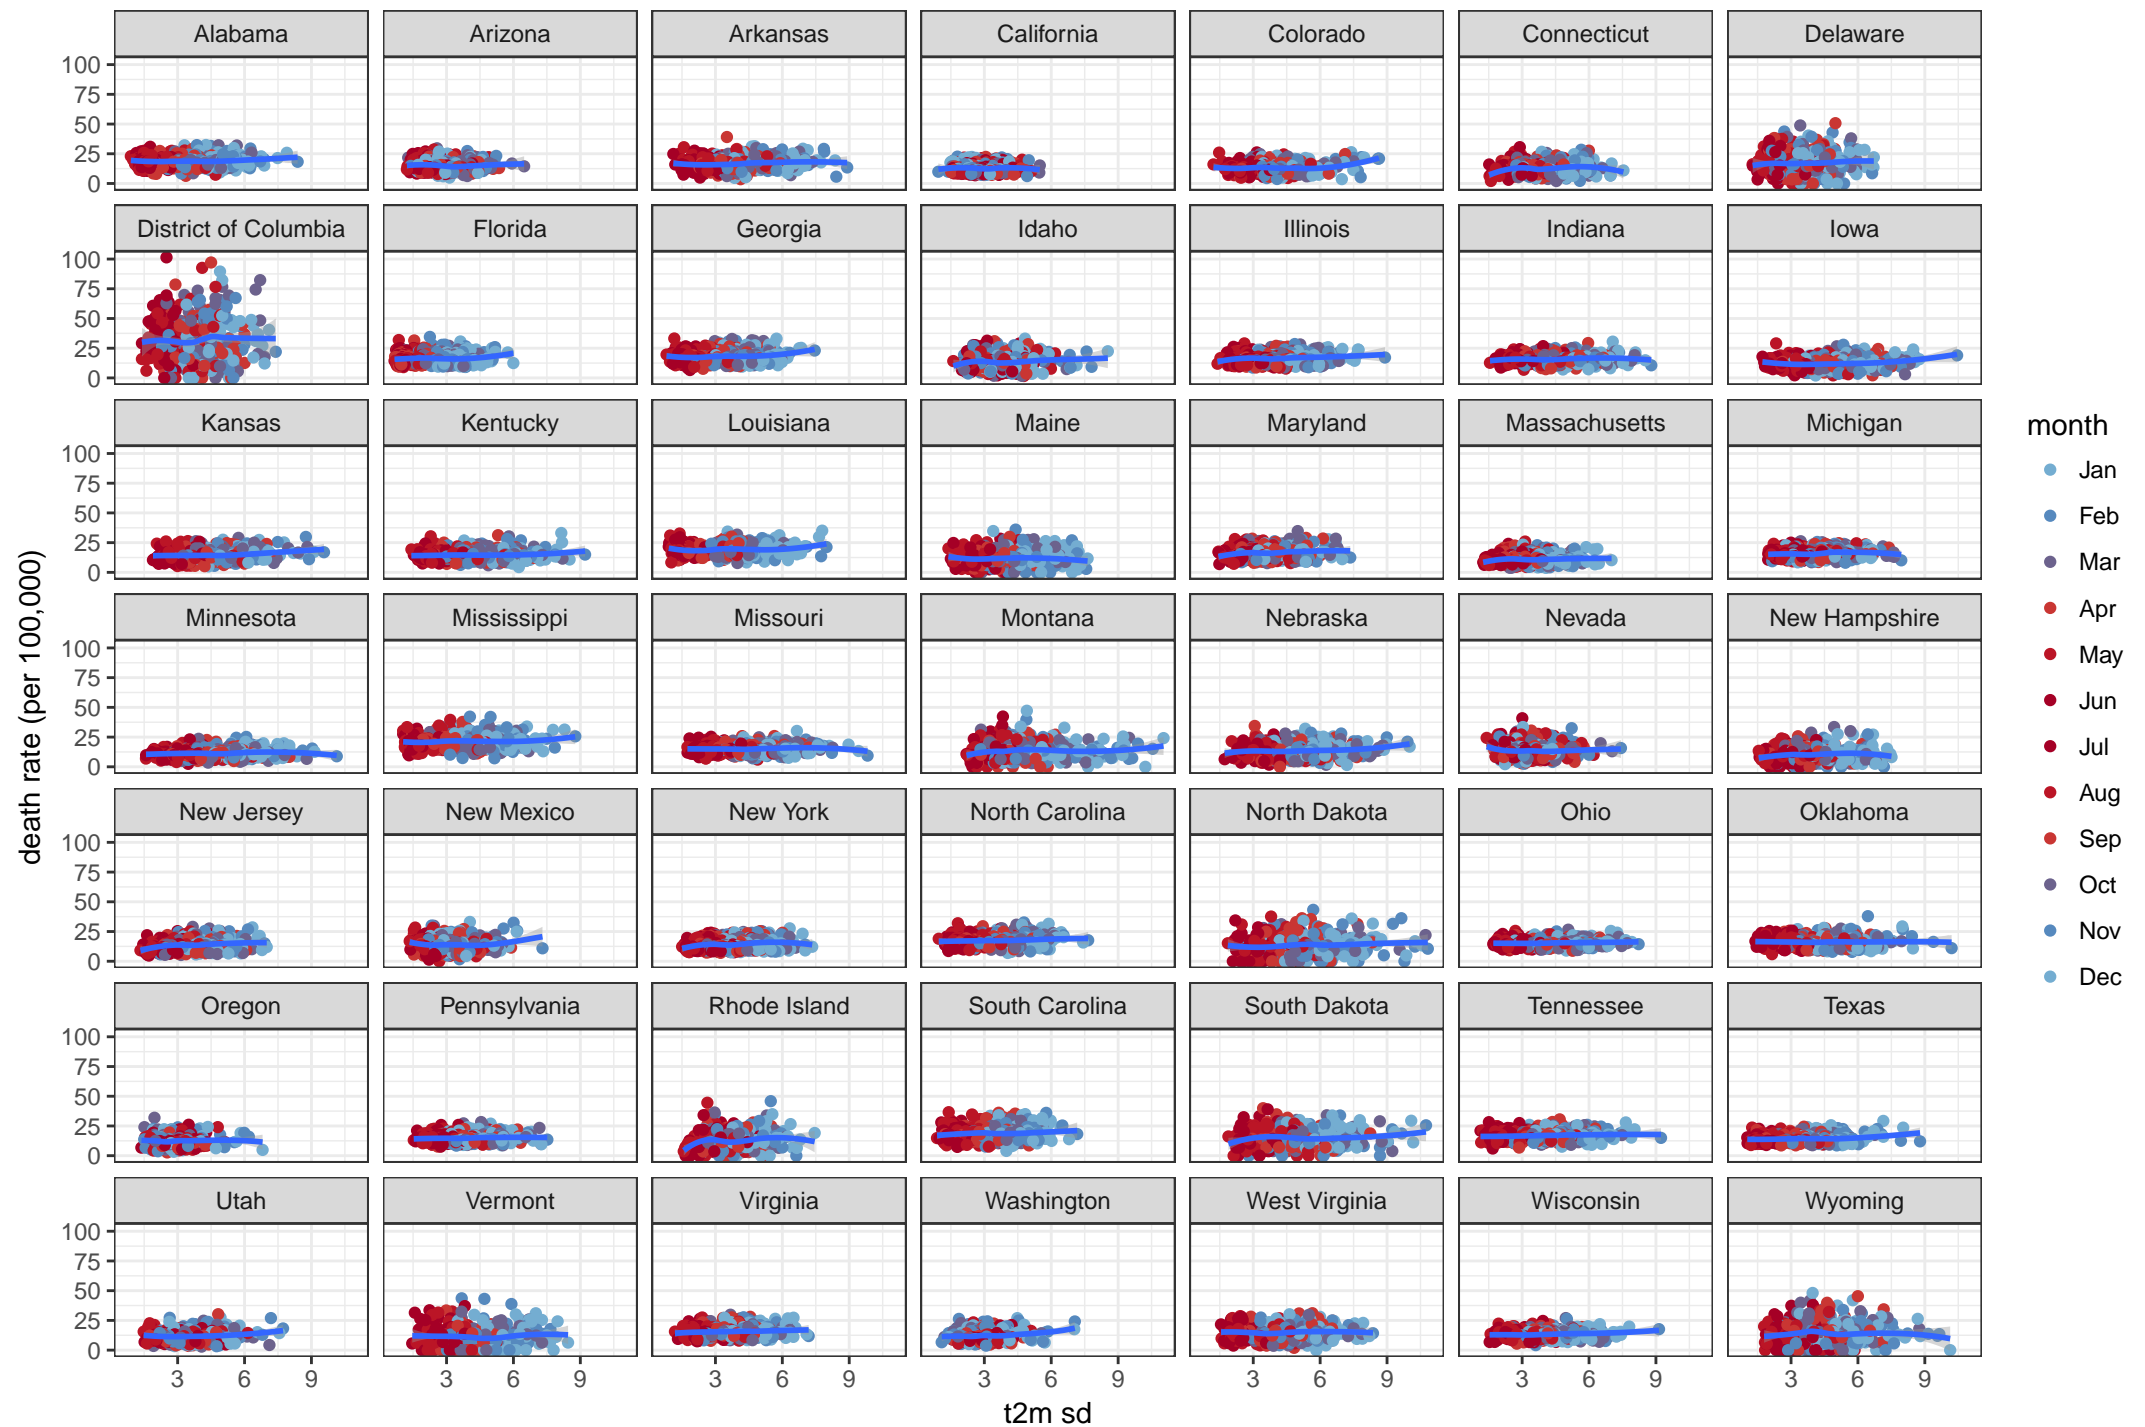 Alabama Arizona Arkansas California Colorado Connecticut Delaware
100
75
50
25
0
District of Columbia Florida Georgia Idaho Illinois Indiana Iowa
100
75
50
25
0
Kansas Kentucky Louisiana Maine Maryland Massachusetts Michigan
100
75
50
25
0
Minnesota Mississippi Missouri Montana Nebraska Nevada New Hampshire
100
75
50
25
0
New Jersey New Mexico New York North Carolina North Dakota Ohio Oklahoma
100
75
50
25
0
Oregon Pennsylvania Rhode Island South Carolina South Dakota Tennessee Texas
100
75
50
25
0
Utah Vermont Virginia Washington West Virginia Wisconsin Wyoming
100
75
50
25
0
3 6 9 3 6 9 3 6 9 3 6 9 3 6 9 3 6 9 3 6 9
t2m sd
death rate (per 100,000)
month
Jan
Feb
Mar
Apr
May
Jun
Jul
Aug
Sep
Oct
Nov
Dec